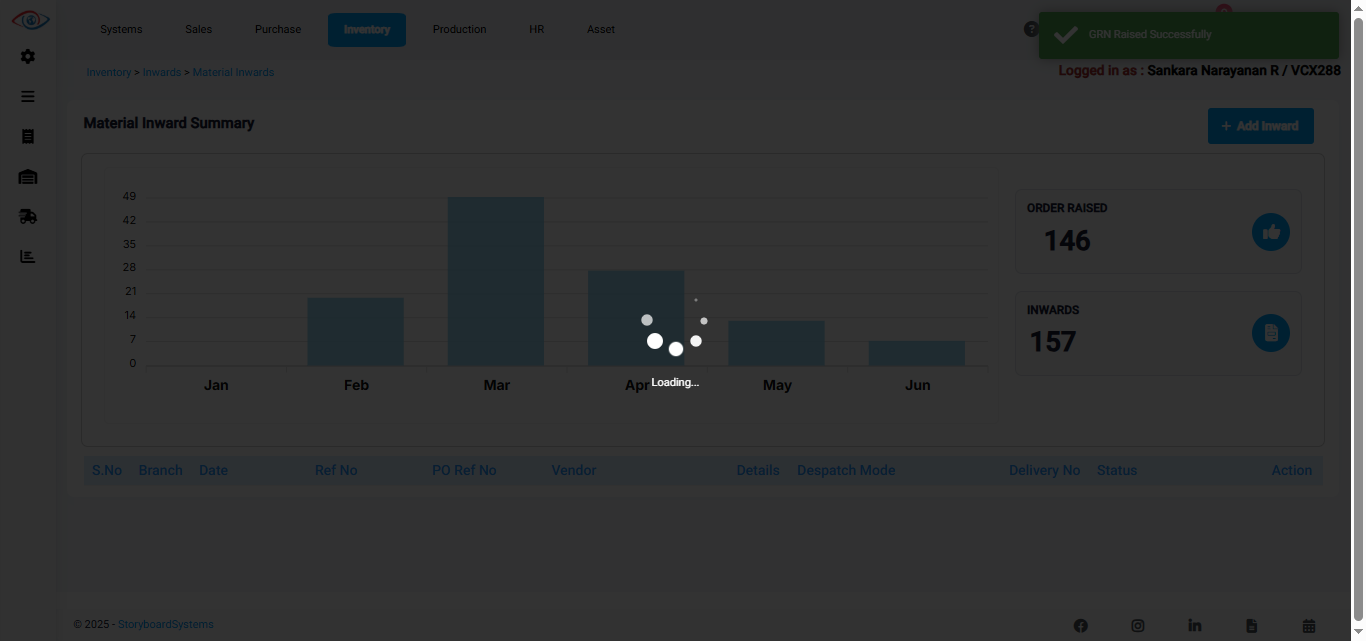 Systems Sales Purchase Inventory Production HR Asset
GRN Raised Successfully
Inventory > Inwards > Material Inwards
Logged in as : Sankara Narayanan R / VCX288
Material Inward Summary
+ Add Inward
49
42
35
28
21
14
7
0
Jan Feb Mar Apr May Jun
ORDER RAISED
146
INWARDS
157
Loading...
S.No Branch Date Ref No PO Ref No Vendor Details Despatch Mode Delivery No Status Action
© 2025 - StoryboardSystems